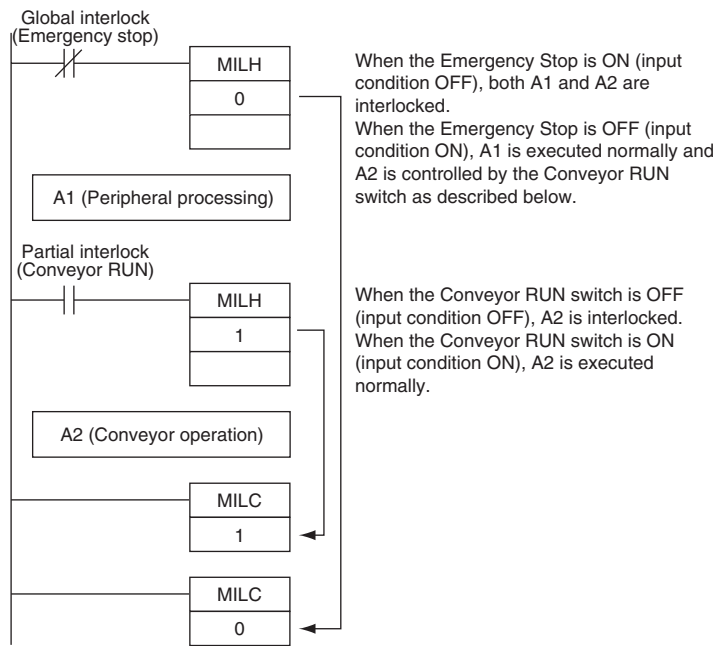 Global interlock
(Emergency stop)
MILH
0
When the Emergency Stop is ON (input
condition OFF), both A1 and A2 are
interlocked.
When the Emergency Stop is OFF (input
condition ON), A1 is executed normally and
A2 is controlled by the Conveyor RUN
switch as described below.
A1 (Peripheral processing)
Partial interlock
(Conveyor RUN)
MILH
1
When the Conveyor RUN switch is OFF
(input condition OFF), A2 is interlocked.
When the Conveyor RUN switch is ON
(input condition ON), A2 is executed
normally.
A2 (Conveyor operation)
MILC
1
MILC
0